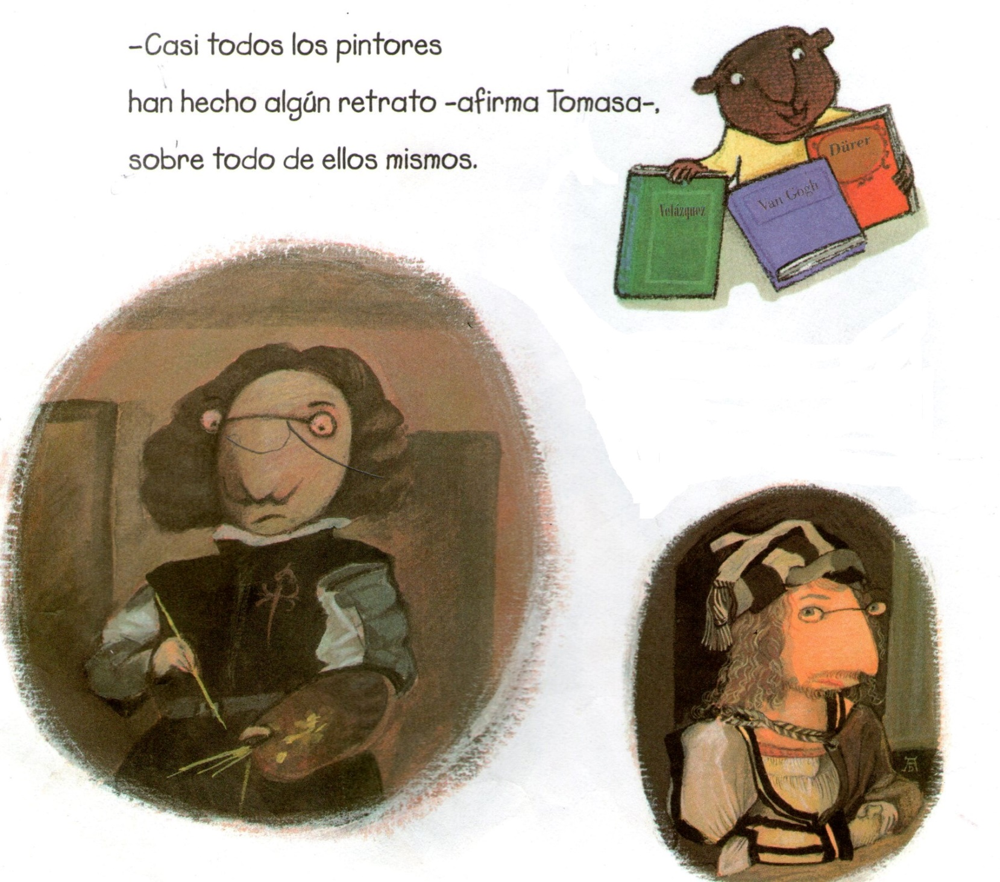 –Casi todos los pintores
han hecho algún retrato –afirma Tomasa–,
sobre todo de ellos mismos.
Dürer
Van Gogh
Velázquez
AD